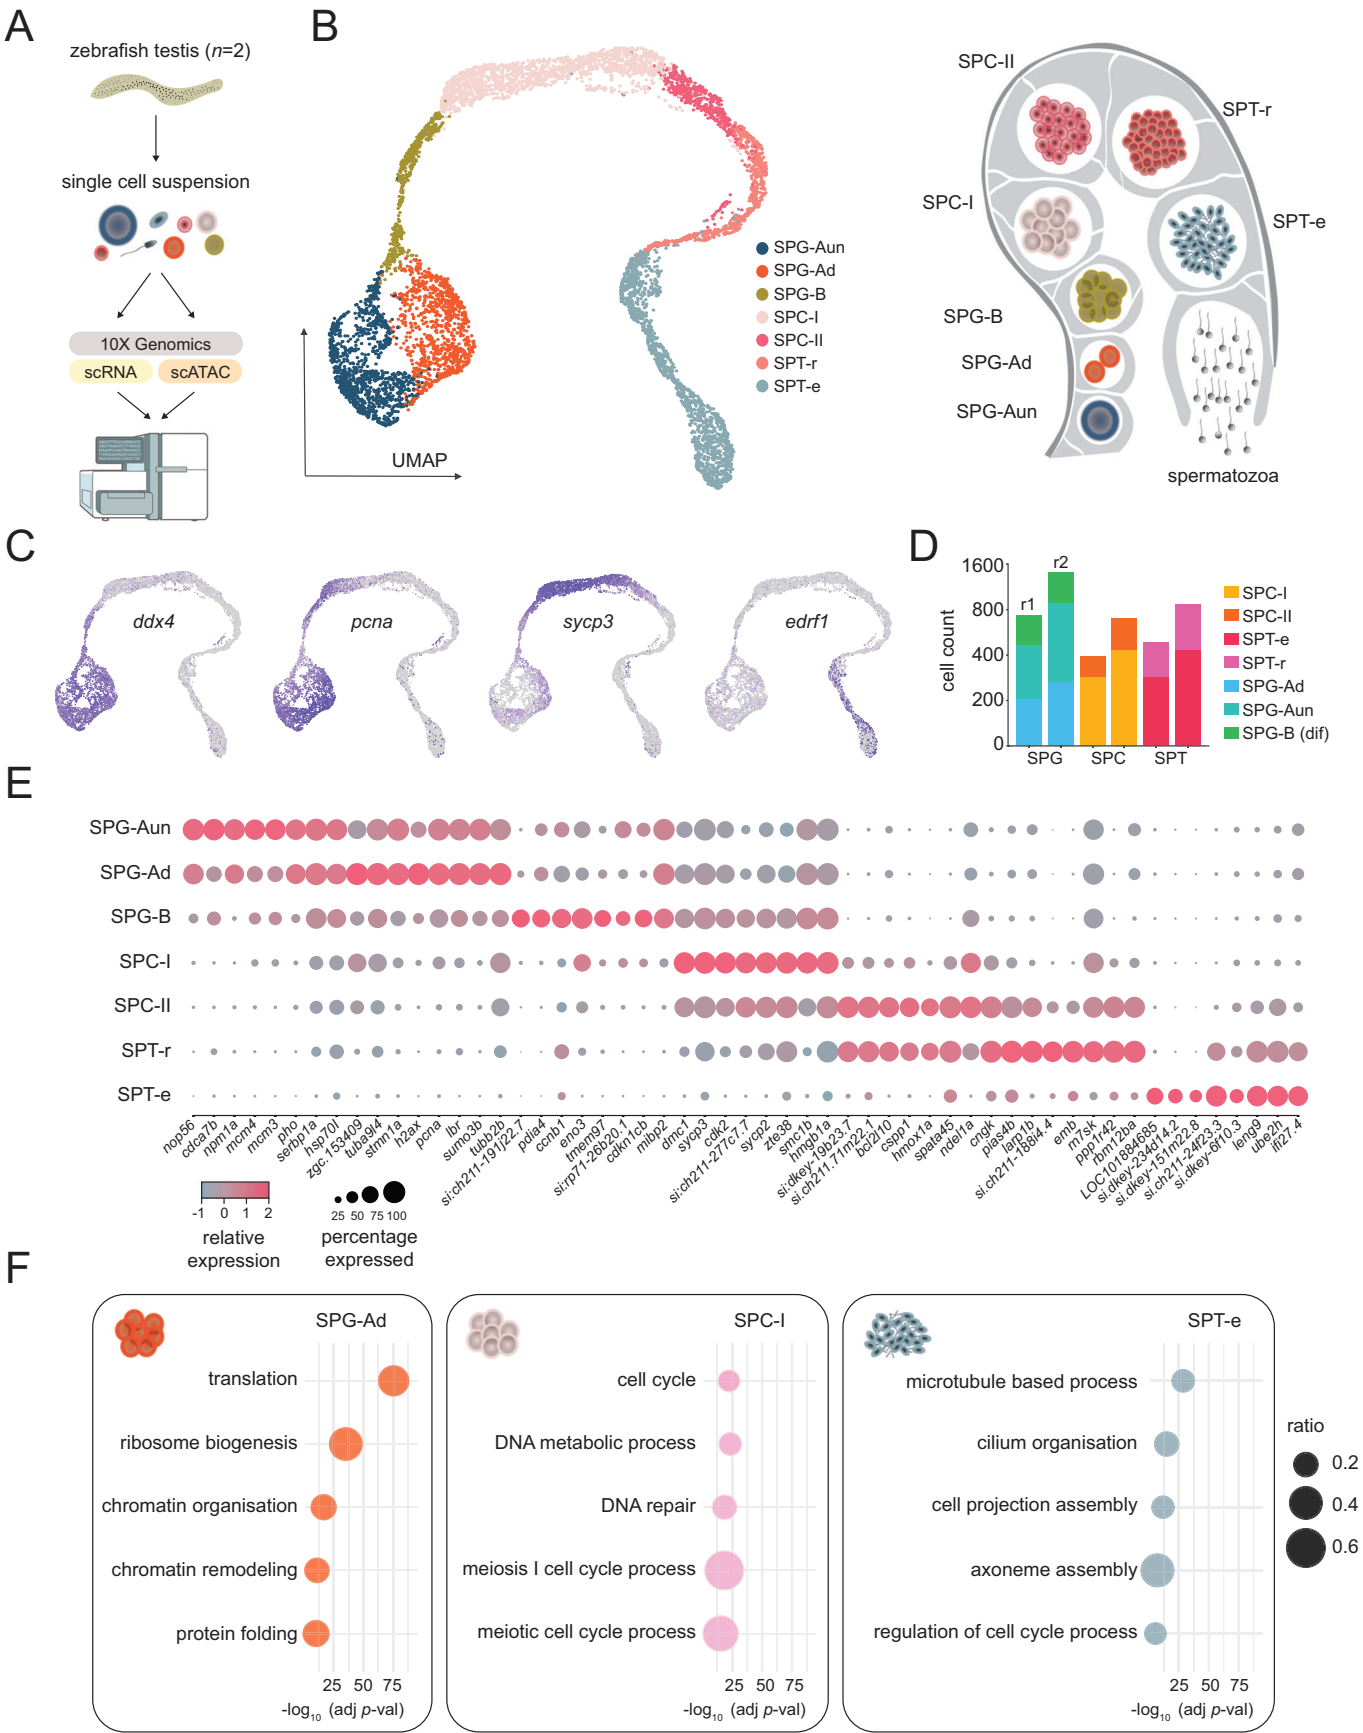 A
zebrafish testis (n=2)
single cell suspension
10X Genomics
scRNA
scATAC
B
UMAP
SPG-Aun
SPG-Ad
SPG-B
SPC-I
SPC-II
SPT-r
SPT-e
SPC-II
SPT-r
SPC-I
SPT-e
SPG-B
SPG-Ad
SPG-Aun
spermatozoa
C
ddx4
pcna
sycp3
edrf1
D
cell count
1600
800
400
200
0
r1
r2
SPG
SPC
SPT
SPC-I
SPC-II
SPT-e
SPT-r
SPG-Ad
SPG-Aun
SPG-B (dif)
E
SPG-Aun
SPG-Ad
SPG-B
SPC-I
SPC-II
SPT-r
SPT-e
nop56
cdca7b
npm1a
mcm4
mcm3
pho
serbp1a
hsp70l
zgc.153409
tuba9l4
stmn1a
h2ax
pcna
lbr
sumo3b
tubb2b
si:ch211-191j22.7
pdia4
ccnb1
eno3
tmem97
si:rp71-26b20.1
cdkn1cb
mibp2
dmc1
sycp3
cdk2
si:ch211-277c7.7
sycp2
zte38
smc1b
hmgb1a
si:dkey-19b23.7
si.ch211.71m22.1
bcl2l10
cspp1
hmox1a
spata45
ndel1a
cngk
pias4b
larp1b
si.ch211-188i4.4
emb
rn7sk
ppp1r42
rbm12ba
LOC101884685
si.dkey-234d14.2
si.dkey-151m22.8
si.ch211-24f23.3
si.dkey-6f10.3
leng9
ube2h
ifi27.4
-1 0 1 2
relative
expression
25 50 75 100
percentage
expressed
F
SPG-Ad
translation
ribosome biogenesis
chromatin organisation
chromatin remodeling
protein folding
25 50 75
-log10 (adj p-val)
SPC-I
cell cycle
DNA metabolic process
DNA repair
meiosis I cell cycle process
meiotic cell cycle process
25 50 75
-log10 (adj p-val)
SPT-e
microtubule based process
cilium organisation
cell projection assembly
axoneme assembly
regulation of cell cycle process
25 50 75
-log10 (adj p-val)
ratio
0.2
0.4
0.6